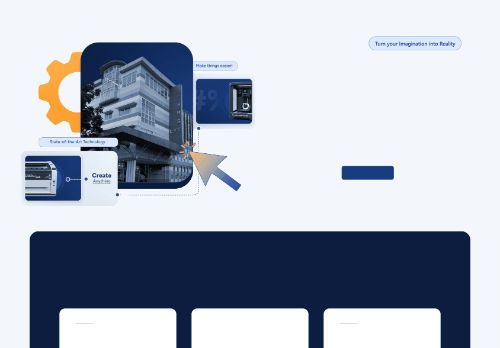 Turn your Imagination into Reality
Make things easier!
State-of-the-Art Technology
Create
Anything